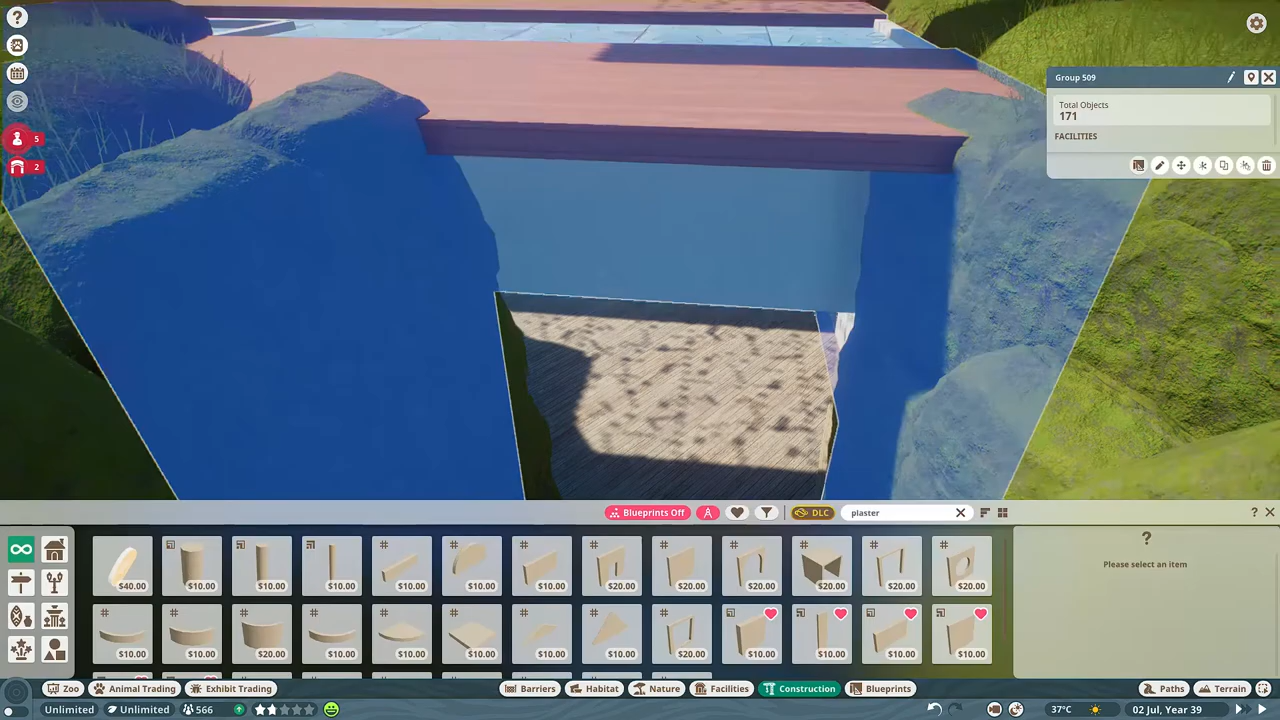 ?
Group 509
Total Objects
171
FACILITIES
5
2
Blueprints Off
DLC
plaster
?
$40.00 $10.00 $10.00 $10.00 $10.00 $10.00 $10.00 $20.00 $20.00 $20.00 $20.00 $20.00 $20.00
?
Please select an item
$10.00 $10.00 $20.00 $10.00 $10.00 $10.00 $10.00 $10.00 $20.00 $10.00 $10.00 $10.00 $10.00
Zoo Animal Trading Exhibit Trading Barriers Habitat Nature Facilities Construction Blueprints Paths Terrain
Unlimited Unlimited 566 37°C 02 Jul, Year 39